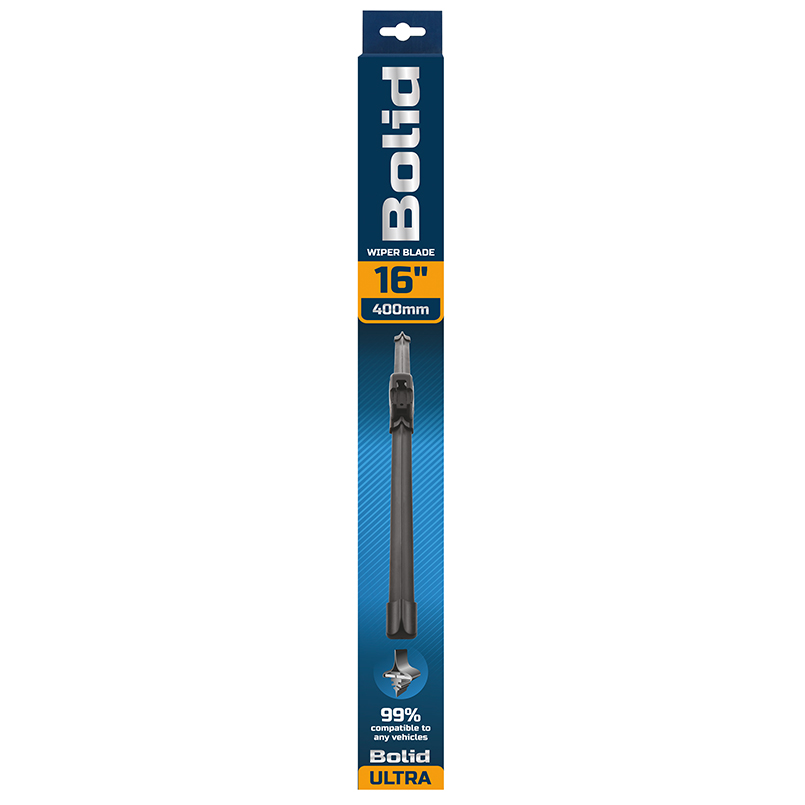 Bolid
WIPER BLADE
16"
400mm
99%
compatible to
any vehicles
Bolid
ULTRA